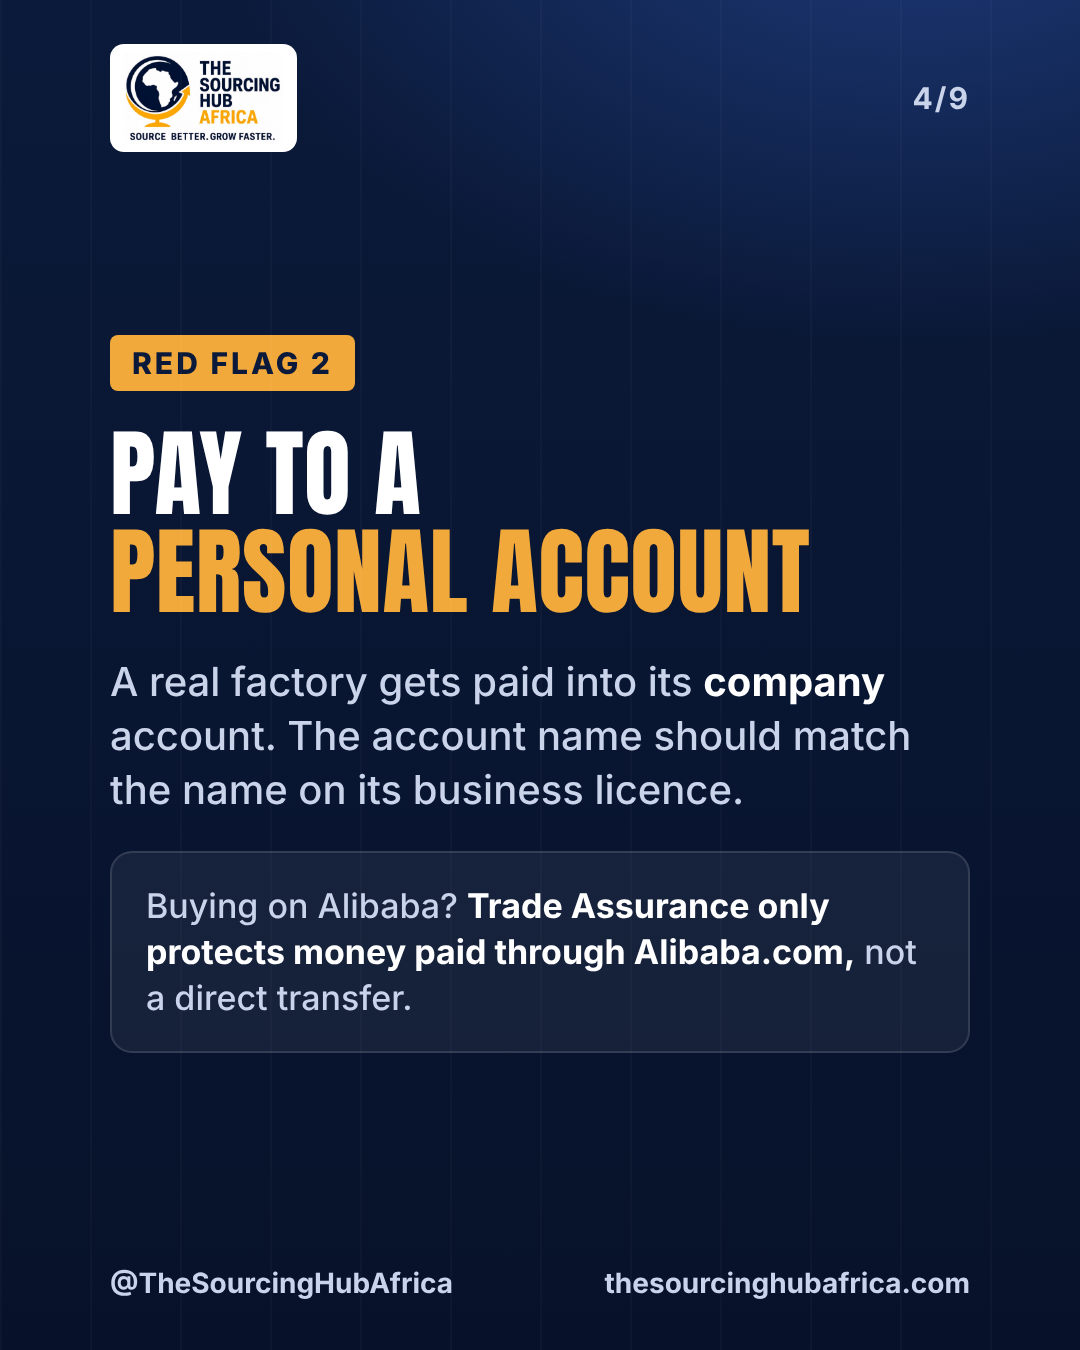 THE
SOURCING
HUB
AFRICA
SOURCE BETTER. GROW FASTER.
4/9
RED FLAG 2
PAY TO A
PERSONAL ACCOUNT
A real factory gets paid into its company
account. The account name should match
the name on its business licence.
Buying on Alibaba? Trade Assurance only
protects money paid through Alibaba.com, not
a direct transfer.
@TheSourcingHubAfrica
thesourcinghubafrica.com